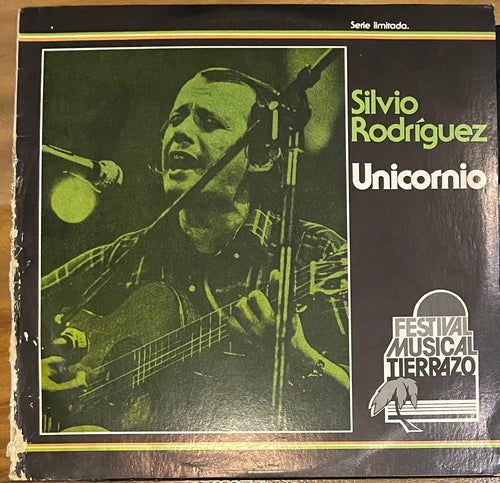 Serie limitada.
Silvio
Rodríguez
Unicornio
FESTIVAL
MUSICAL
TIERRAZO